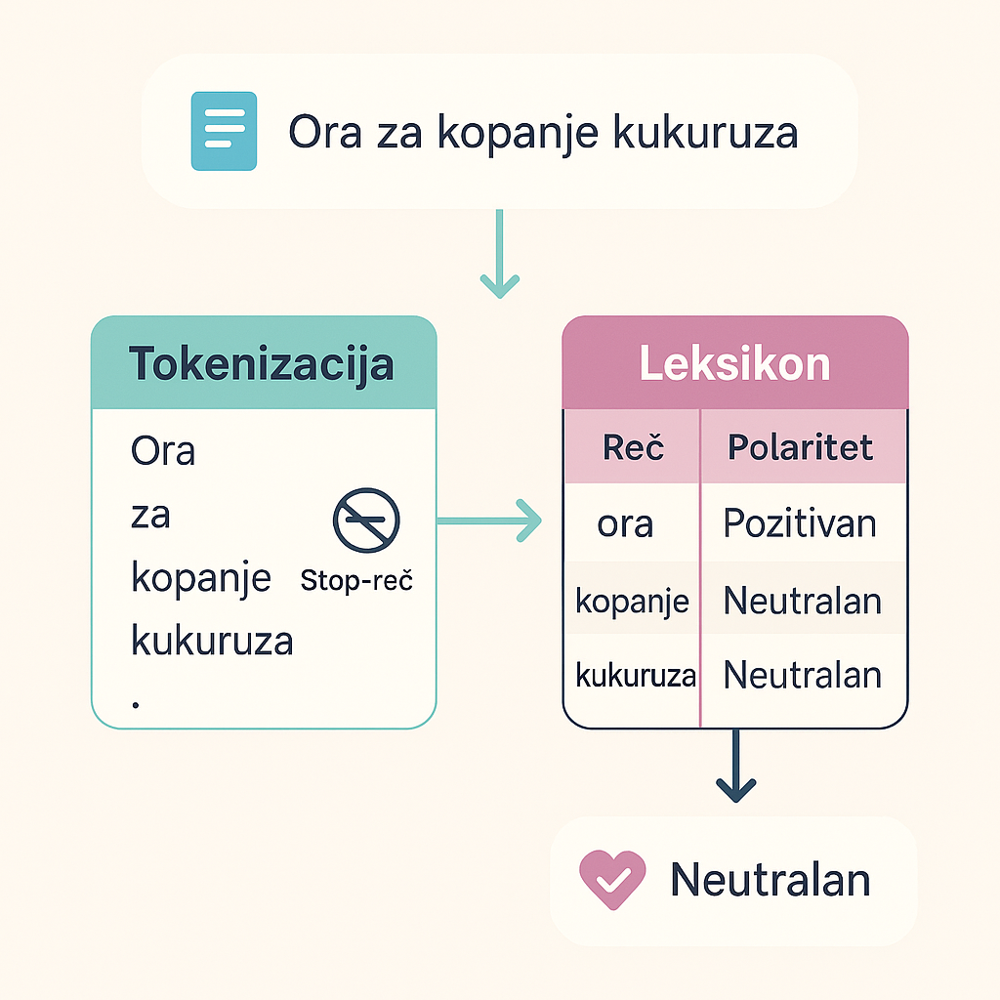 Ora za kopanje kukuruza
Tokenizacija
Ora
za
kopanje
Stop-reč
kukuruza
.
Leksikon
Reč Polaritet
ora Pozitivan
kopanje Neutralan
kukuruza Neutralan
Neutralan